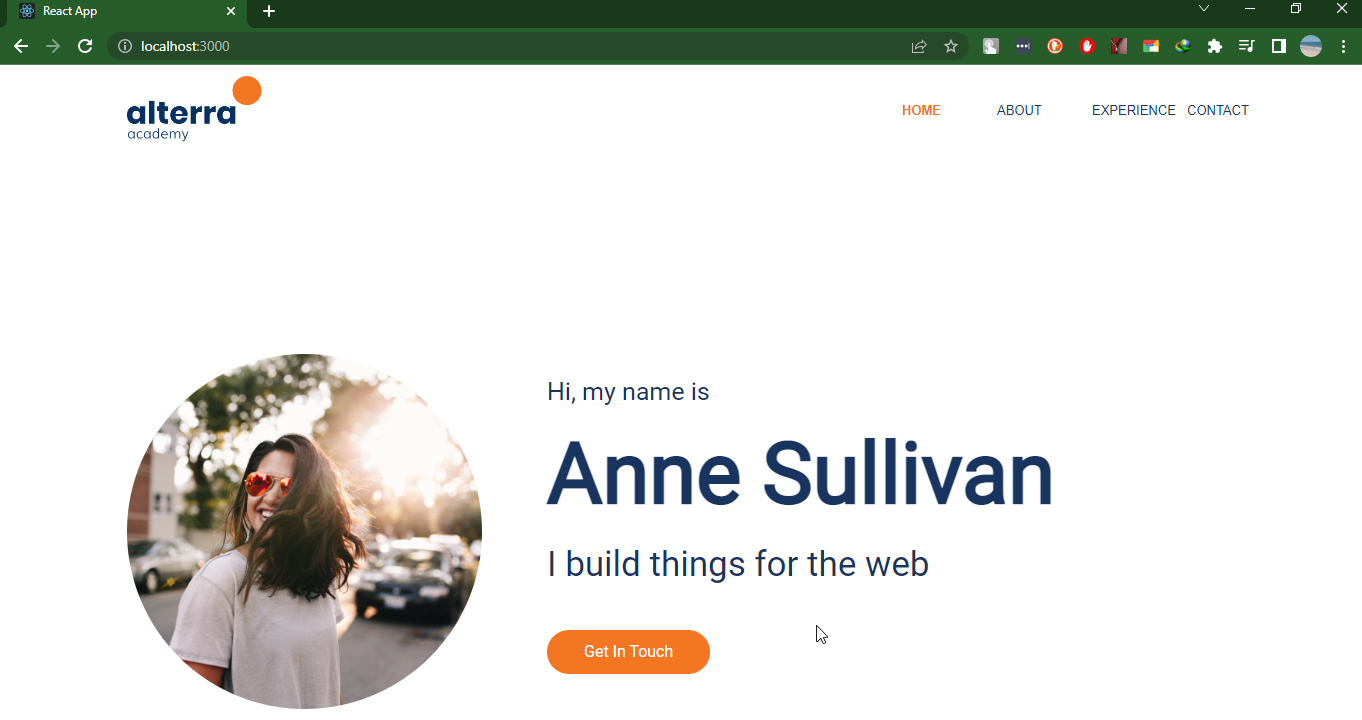 React App
localhost:3000
alterra
academy
HOME ABOUT EXPERIENCE CONTACT
Hi, my name is
Anne Sullivan
I build things for the web
Get In Touch